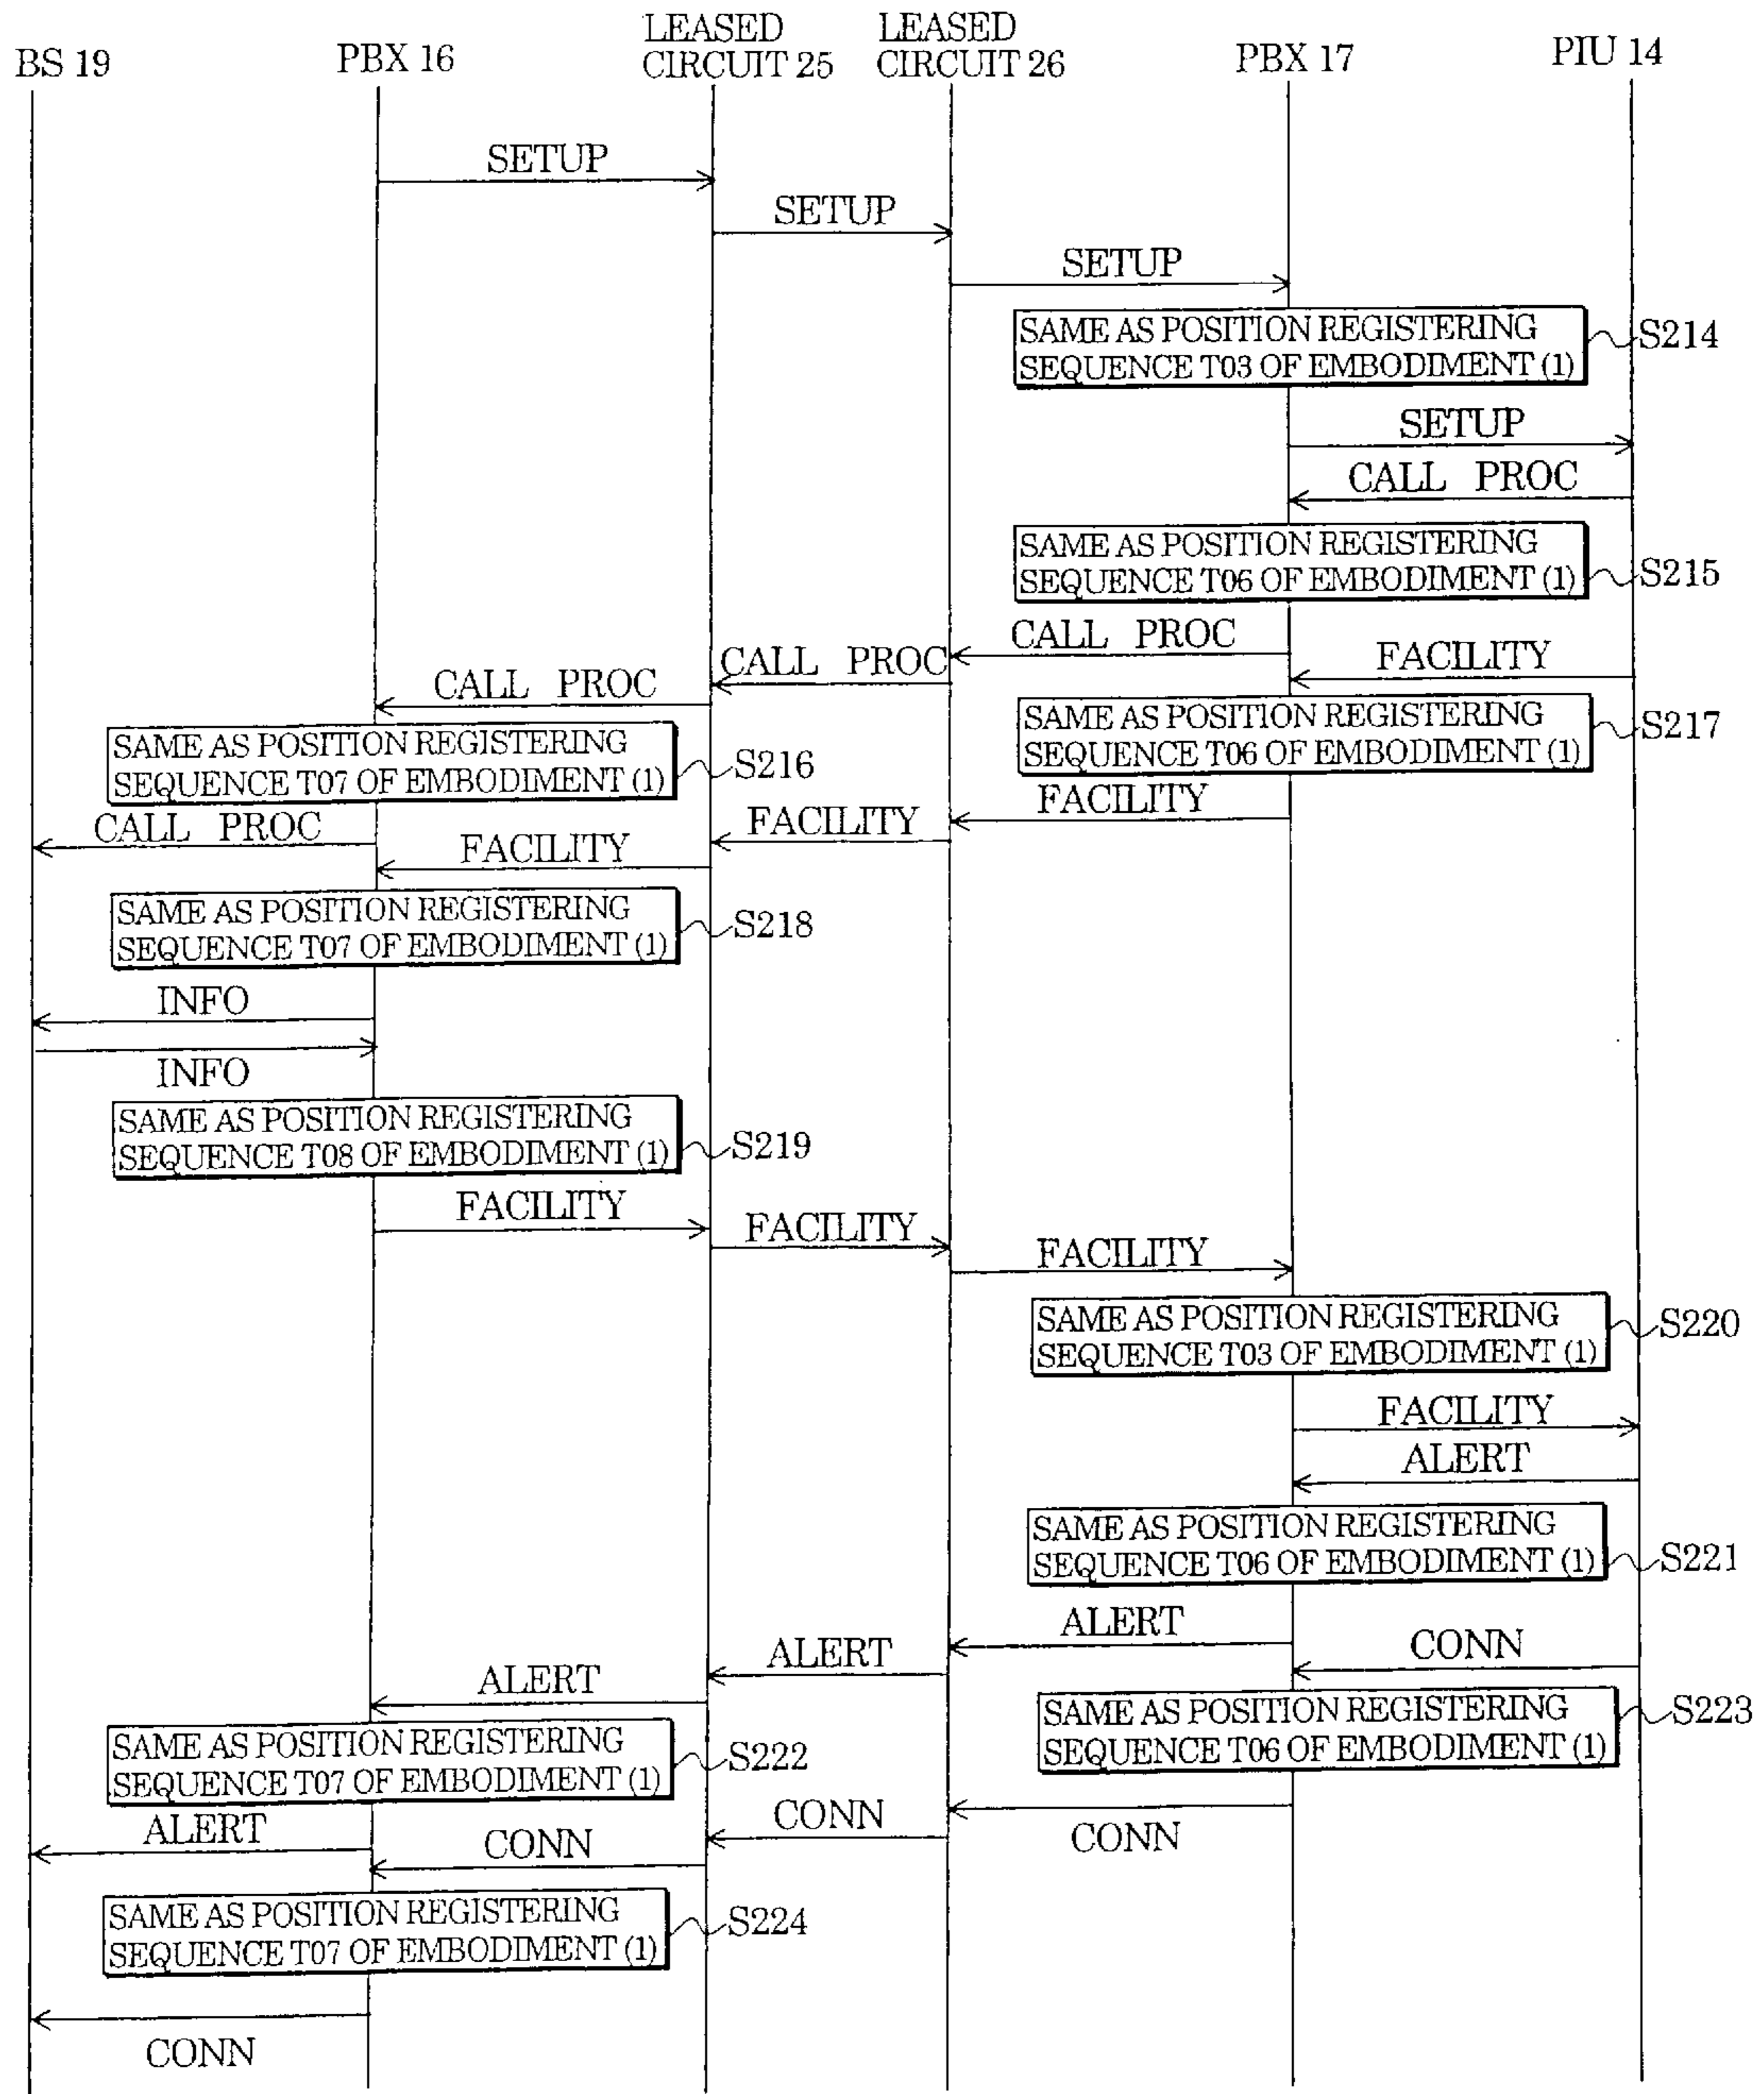 BS 19
PBX 16
LEASED
CIRCUIT 25
LEASED
CIRCUIT 26
PBX 17
PIU 14
SETUP
SETUP
SETUP
SAME AS POSITION REGISTERING
SEQUENCE T03 OF EMBODIMENT (1)
S214
SETUP
CALL PROC
SAME AS POSITION REGISTERING
SEQUENCE T06 OF EMBODIMENT (1)
S215
CALL PROC
FACILITY
CALL PROC
CALL PROC
SAME AS POSITION REGISTERING
SEQUENCE T06 OF EMBODIMENT (1)
S217
SAME AS POSITION REGISTERING
SEQUENCE T07 OF EMBODIMENT (1)
S216
FACILITY
CALL PROC
FACILITY
FACILITY
SAME AS POSITION REGISTERING
SEQUENCE T07 OF EMBODIMENT (1)
S218
INFO
INFO
SAME AS POSITION REGISTERING
SEQUENCE T08 OF EMBODIMENT (1)
S219
FACILITY
FACILITY
FACILITY
SAME AS POSITION REGISTERING
SEQUENCE T03 OF EMBODIMENT (1)
S220
FACILITY
ALERT
SAME AS POSITION REGISTERING
SEQUENCE T06 OF EMBODIMENT (1)
S221
ALERT
CONN
ALERT
ALERT
SAME AS POSITION REGISTERING
SEQUENCE T06 OF EMBODIMENT (1)
S223
SAME AS POSITION REGISTERING
SEQUENCE T07 OF EMBODIMENT (1)
S222
CONN
ALERT
CONN
CONN
SAME AS POSITION REGISTERING
SEQUENCE T07 OF EMBODIMENT (1)
S224
CONN